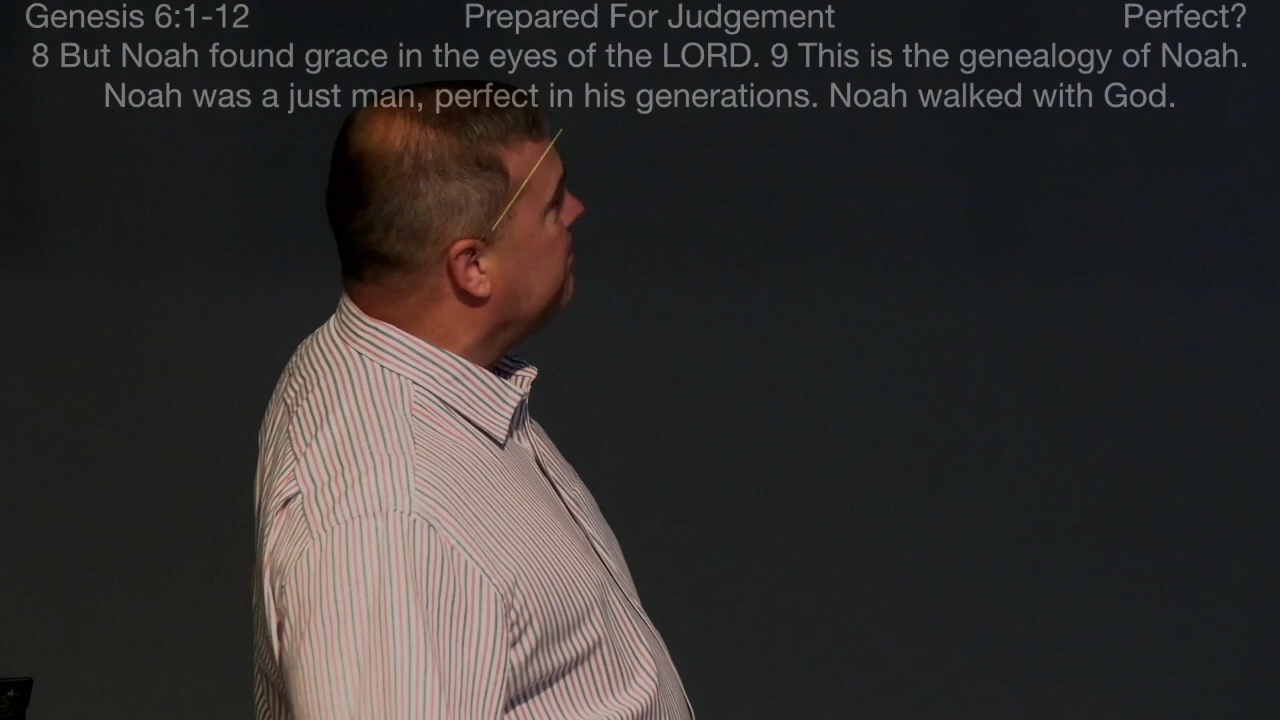 Genesis 6:1-12 Prepared For Judgement Perfect?
8 But Noah found grace in the eyes of the LORD. 9 This is the genealogy of Noah.
Noah was a just man, perfect in his generations. Noah walked with God.